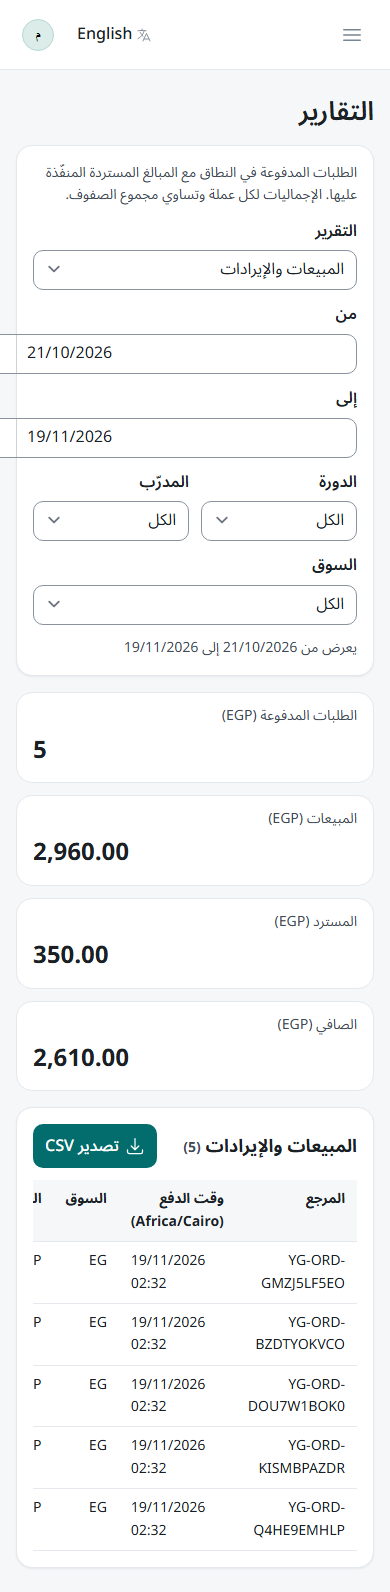 م
English
التقارير
الطلبات المدفوعة في النطاق مع المبالغ المستردة المنفّذة
عليها. الإجماليات لكل عملة وتساوي مجموع الصفوف.
التقرير
المبيعات والإيرادات
من
21/10/2026
إلى
19/11/2026
الدورة
المدرّب
الكل
الكل
السوق
الكل
يعرض من 21/10/2026 إلى 19/11/2026
الطلبات المدفوعة (EGP)
5
المبيعات (EGP)
2,960.00
المسترد (EGP)
350.00
الصافي (EGP)
2,610.00
المبيعات والإيرادات (5)
تصدير CSV
المرجع وقت الدفع السوق
(Africa/Cairo)
YG-ORD- 19/11/2026 EG
GMZJ5LF5EO 02:32
YG-ORD- 19/11/2026 EG
BZDTYOKVCO 02:32
YG-ORD- 19/11/2026 EG
DOU7W1BOK0 02:32
YG-ORD- 19/11/2026 EG
KISMBPAZDR 02:32
YG-ORD- 19/11/2026 EG
Q4HE9EMHLP 02:32